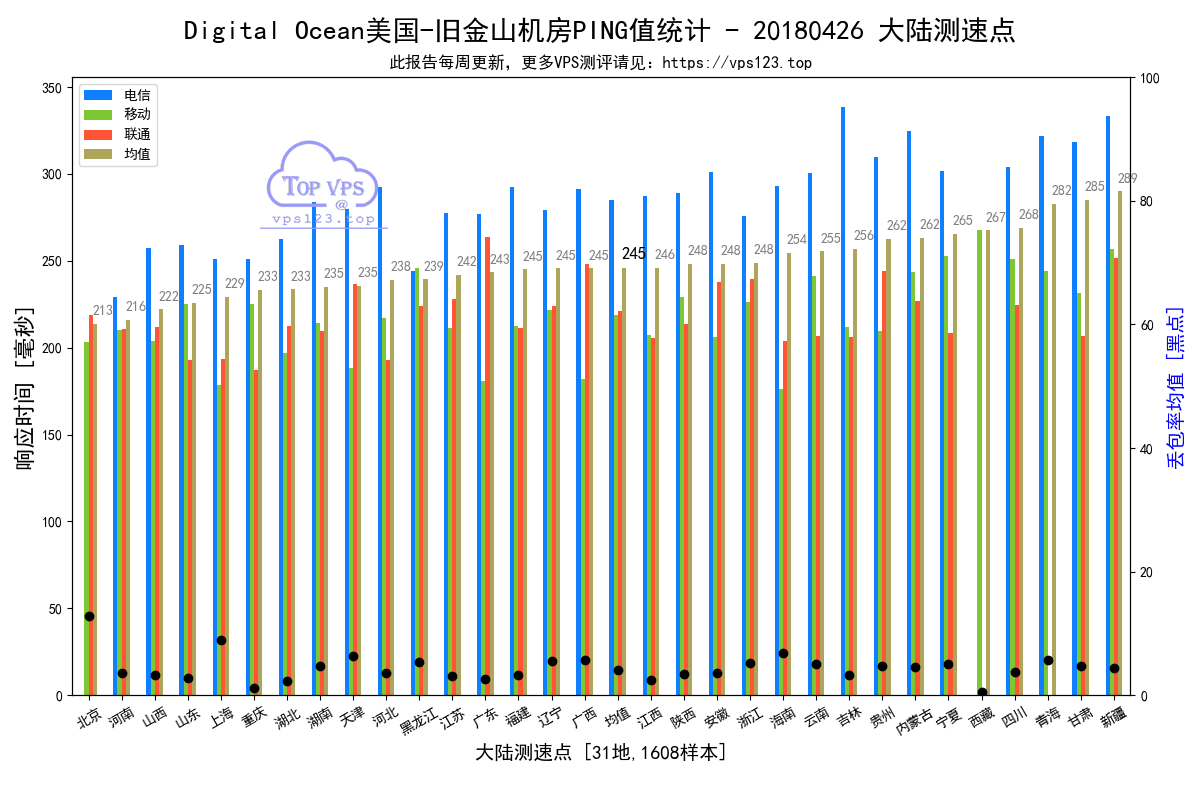 Digital Ocean美国-旧金山机房PING值统计 - 20180426 大陆测速点
此报告每周更新，更多VPS测评请见：https://vps123.top
电信
移动
联通
均值
TOP VPS
@
vps123.top
350
300
250
200
150
100
50
0
响应时间 [毫秒]
213
216
222
225
229
233
233
235
235
238
239
242
243
245
245
245
245
246
248
248
248
254
255
256
262
262
265
267
268
282
285
289
100
80
60
40
20
0
丢包率均值 [黑点]
北京
河南
山西
山东
上海
重庆
湖北
湖南
天津
河北
黑龙江
江苏
广东
福建
辽宁
广西
均值
江西
陕西
安徽
浙江
海南
云南
吉林
贵州
内蒙古
宁夏
西藏
四川
青海
甘肃
新疆
大陆测速点 [31地,1608样本]